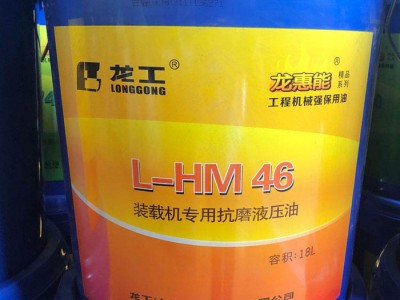 龙工®
LONGGONG
龙惠能®
精品
系列
工程机械强保用油
L-HM 46
装载机专用抗磨液压油
容积:18L